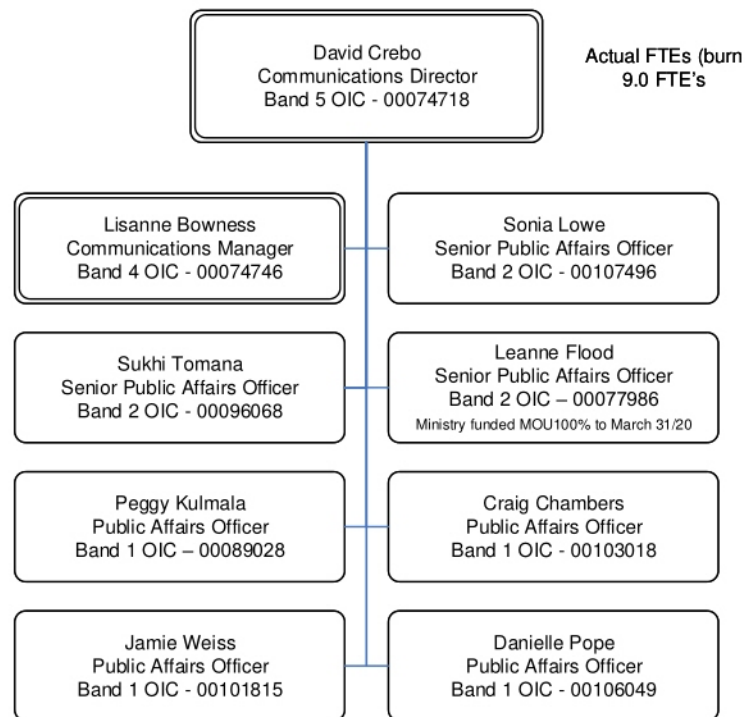 David Crebo
Communications Director
Band 5 OIC - 00074718
Actual FTEs (burn
9.0 FTE's
Lisanne Bowness
Communications Manager
Band 4 OIC - 00074746
Sonia Lowe
Senior Public Affairs Officer
Band 2 OIC - 00107496
Sukhi Tomana
Senior Public Affairs Officer
Band 2 OIC - 00096068
Leanne Flood
Senior Public Affairs Officer
Band 2 OIC – 00077986
Ministry funded MOU100% to March 31/20
Peggy Kulmala
Public Affairs Officer
Band 1 OIC – 00089028
Craig Chambers
Public Affairs Officer
Band 1 OIC - 00103018
Jamie Weiss
Public Affairs Officer
Band 1 OIC - 00101815
Danielle Pope
Public Affairs Officer
Band 1 OIC - 00106049